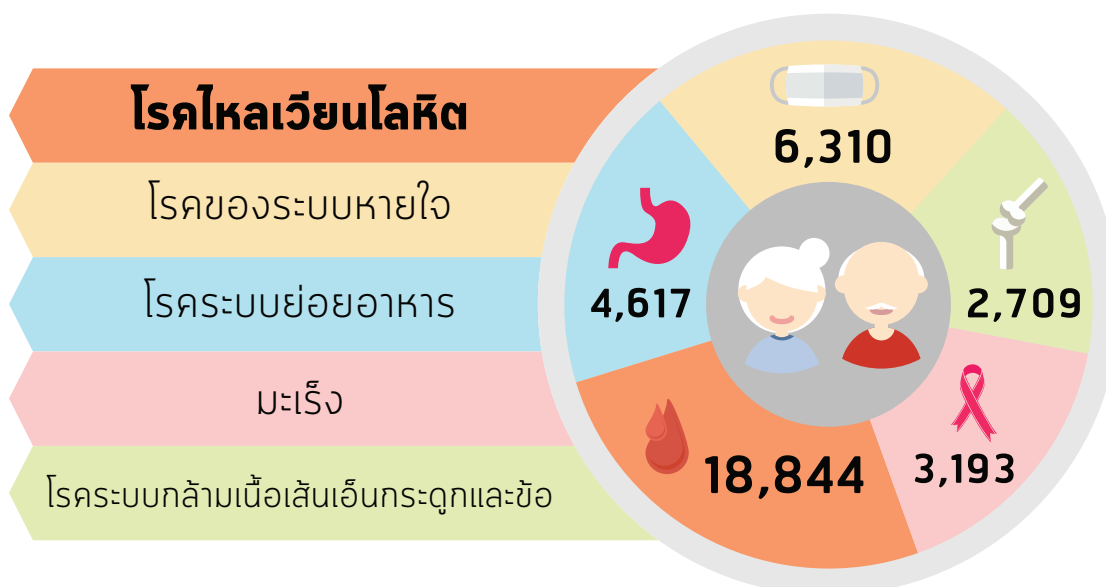 โรคไหลเวียนโลหิต
โรคของระบบหายใจ
โรคระบบย่อยอาหาร
มะเร็ง
โรคระบบกล้ามเนื้อเส้นเอ็นกระดูกและข้อ
6,310
4,617
2,709
18,844
3,193